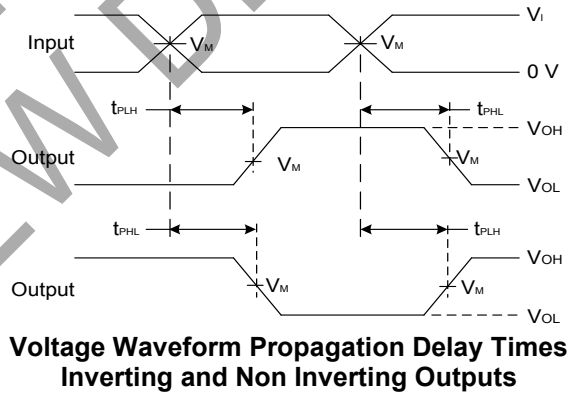 VI
Input
VM
VM
0 V
tPLH
tPHL
VOH
Output
VM
VM
VOL
tPHL
tPLH
VOH
Output
VM
VM
VOL
Voltage Waveform Propagation Delay Times
Inverting and Non Inverting Outputs